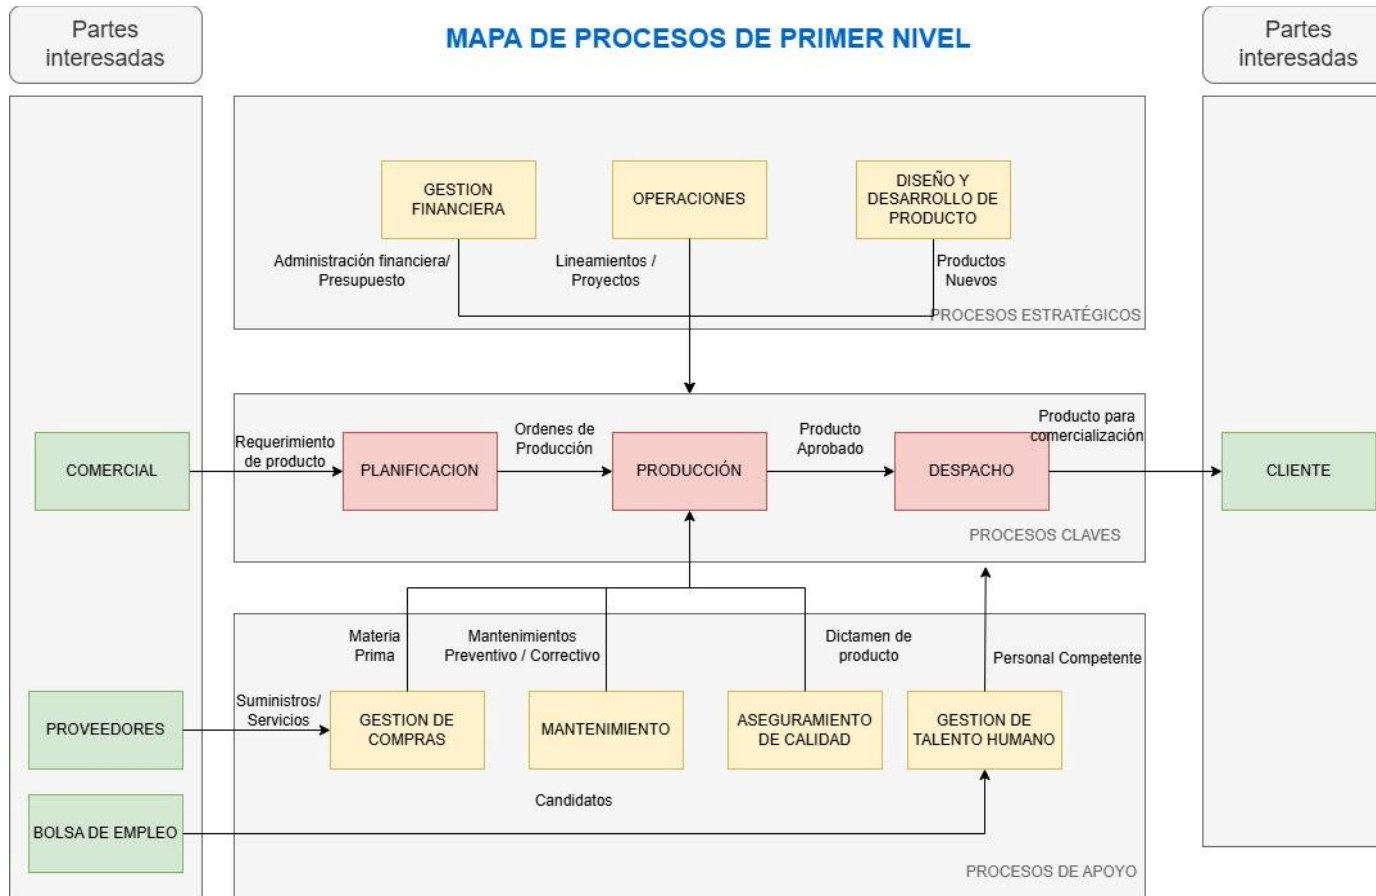 Partes
interesadas
MAPA DE PROCESOS DE PRIMER NIVEL
Partes
interesadas
GESTION
FINANCIERA
OPERACIONES
DISEÑO Y
DESARROLLO DE
PRODUCTO
Administración financiera/
Presupuesto
Lineamientos /
Proyectos
Productos
Nuevos
PROCESOS ESTRATÉGICOS
COMERCIAL
Requerimiento
de producto
PLANIFICACION
Ordenes de
Producción
PRODUCCIÓN
Producto
Aprobado
DESPACHO
Producto para
comercialización
CLIENTE
PROCESOS CLAVES
Materia
Prima
Mantenimientos
Preventivo / Correctivo
Dictamen de
producto
Personal Competente
PROVEEDORES
Suministros/
Servicios
GESTION DE
COMPRAS
MANTENIMIENTO
ASEGURAMIENTO
DE CALIDAD
GESTION DE
TALENTO HUMANO
Candidatos
BOLSA DE EMPLEO
PROCESOS DE APOYO